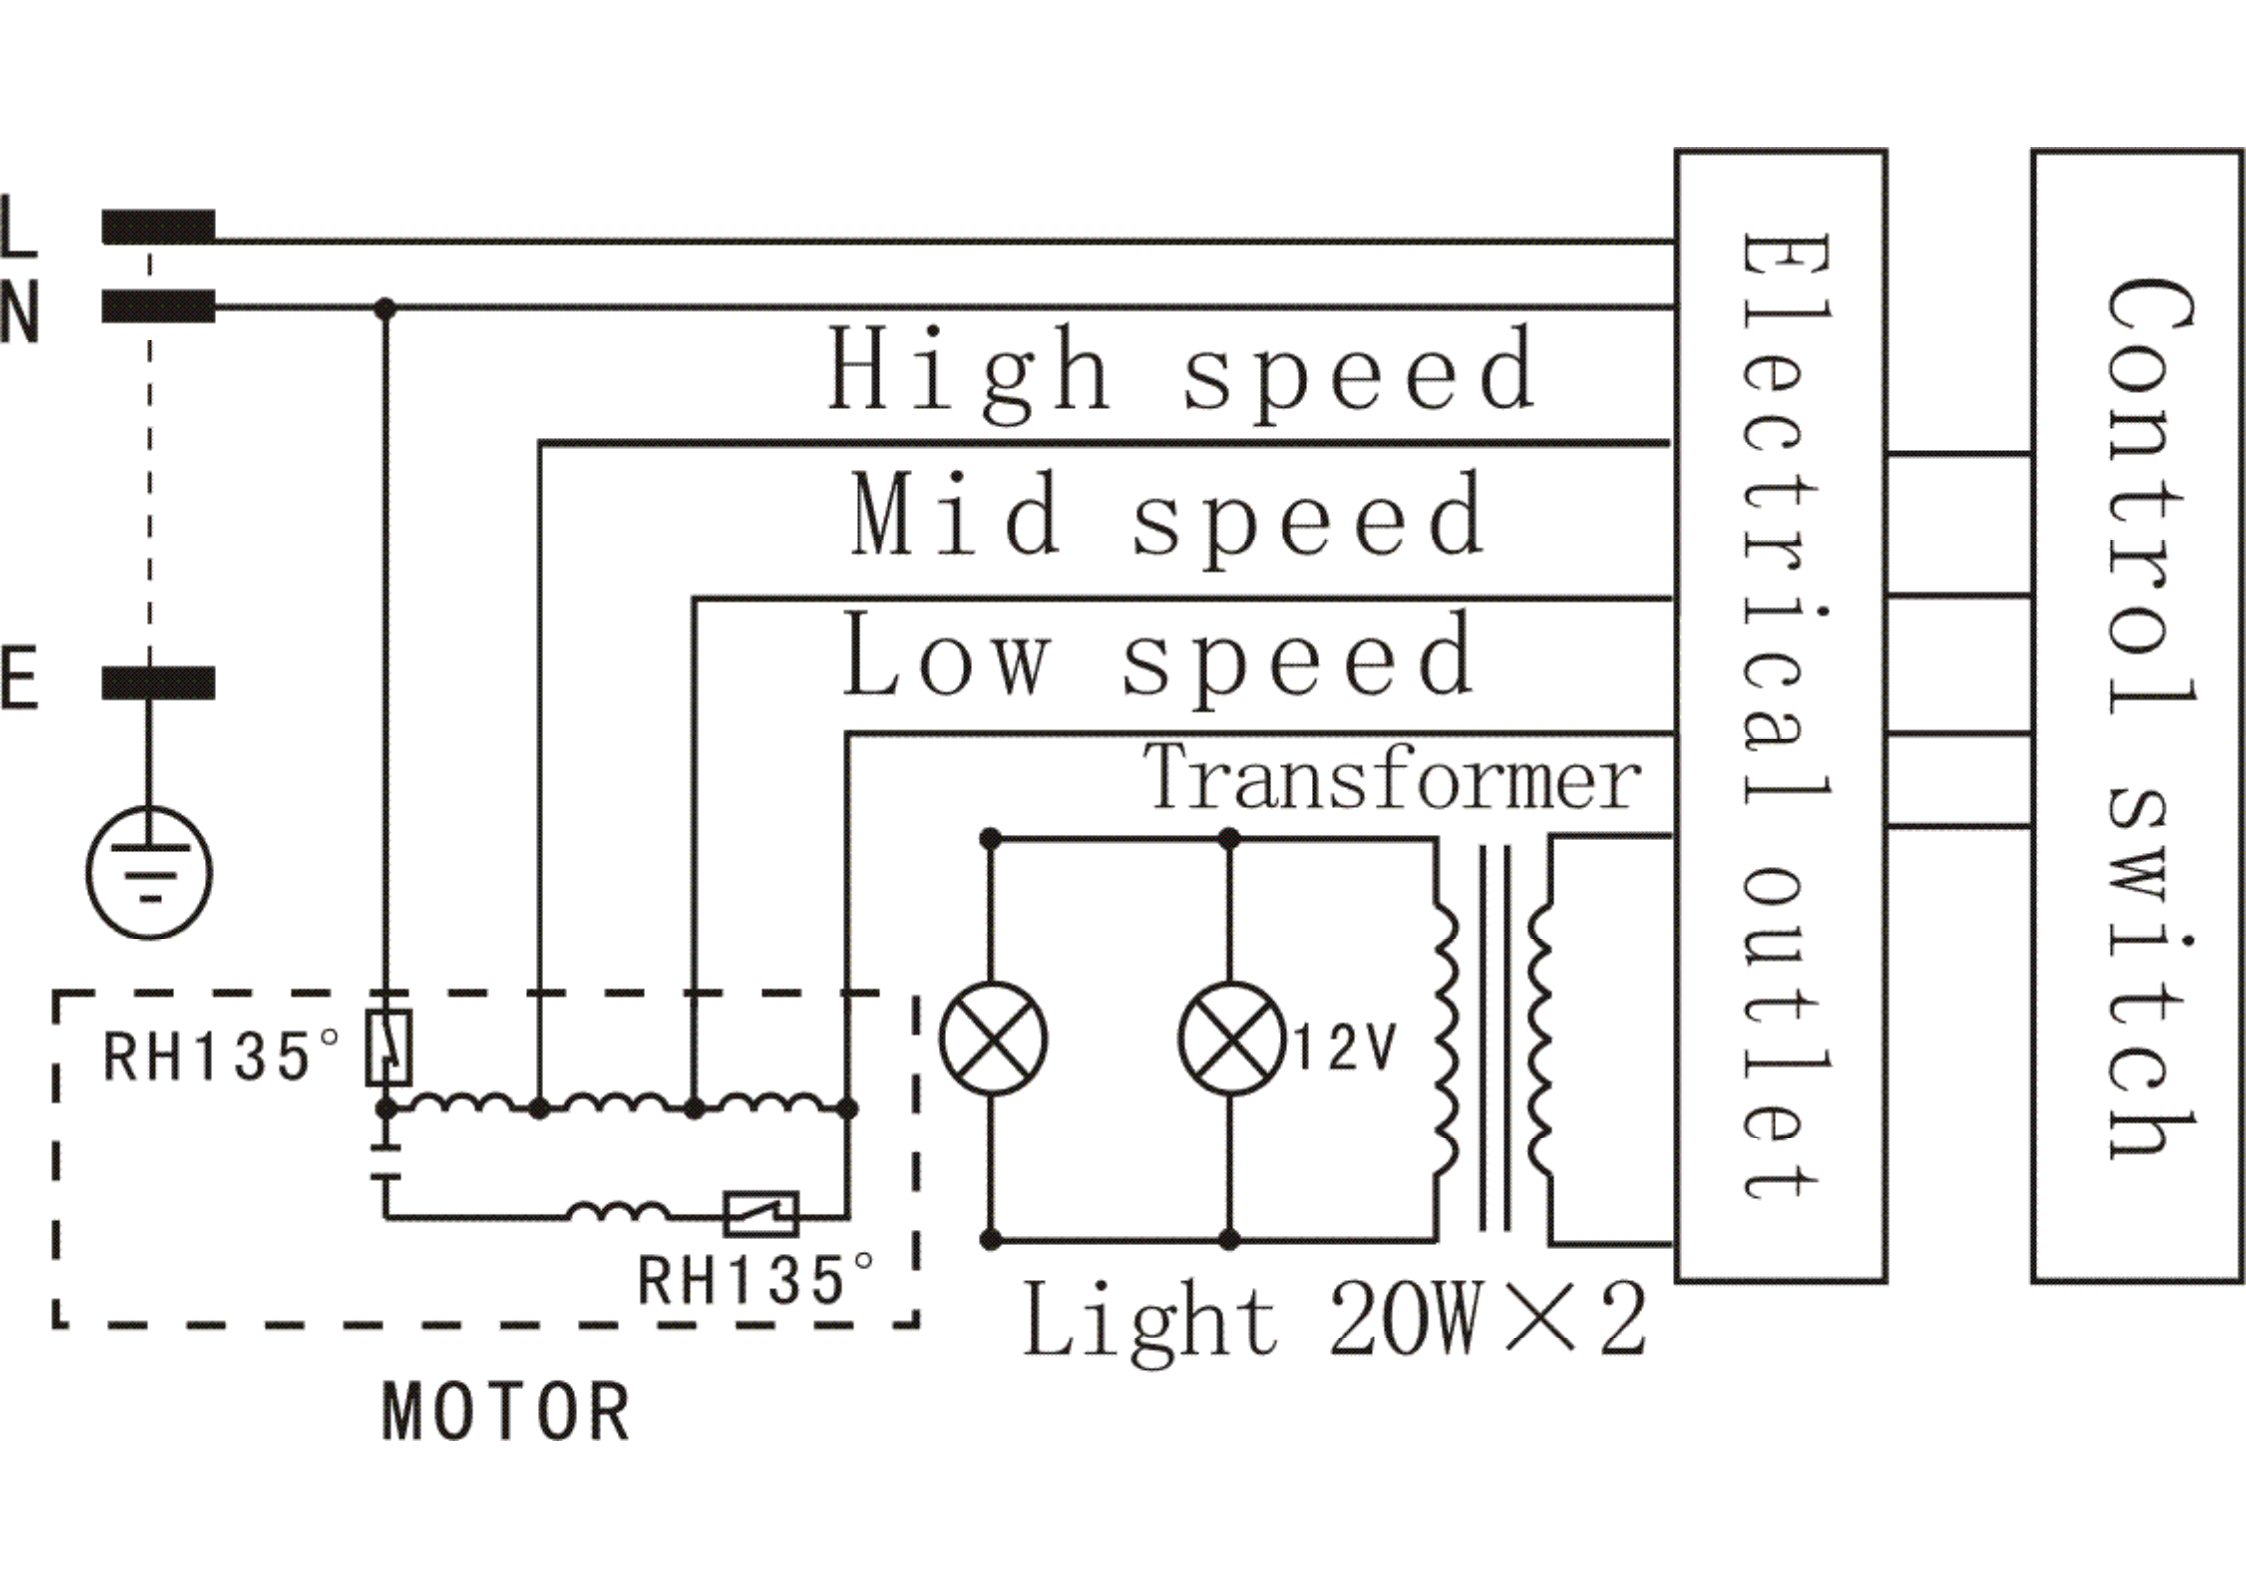 L
N
E
High speed
Mid speed
Low speed
Transformer
Electrical outlet
Control switch
RH135°
12V
RH135°
Light 20W×2
MOTOR